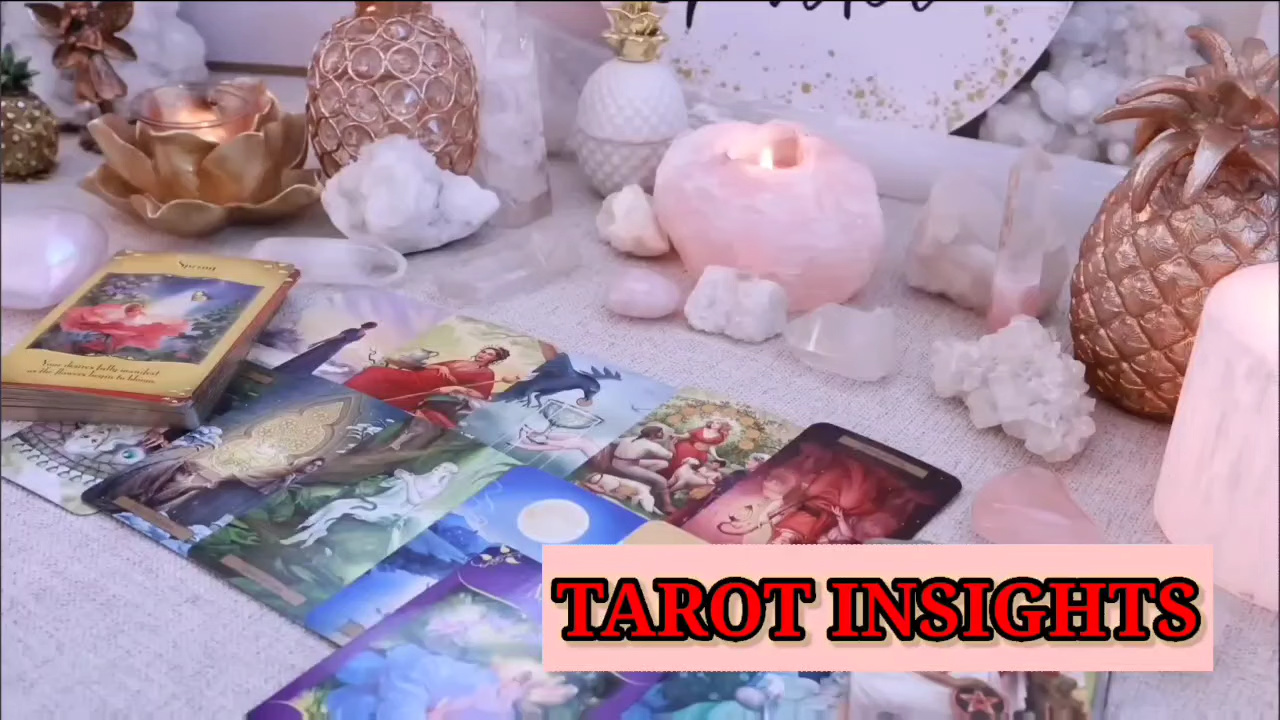 Spring
Your desires fully manifest
as the flowers begin to bloom.
TAROT INSIGHTS